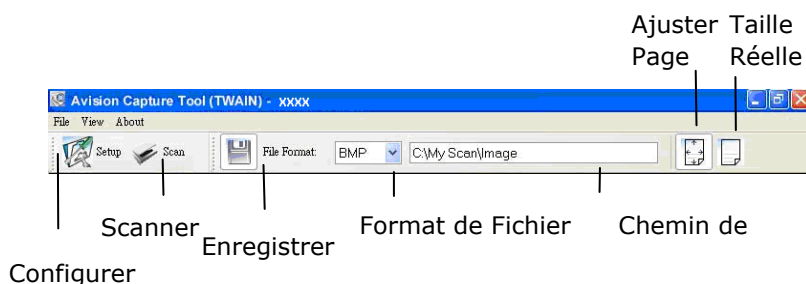 Ajuster Page
Taille Réelle
Avision Capture Tool (TWAIN) - xxxx
File View About
Setup Scan File Format: BMP C:\My Scan\Image
Scanner
Enregistrer
Format de Fichier
Chemin de
Configurer